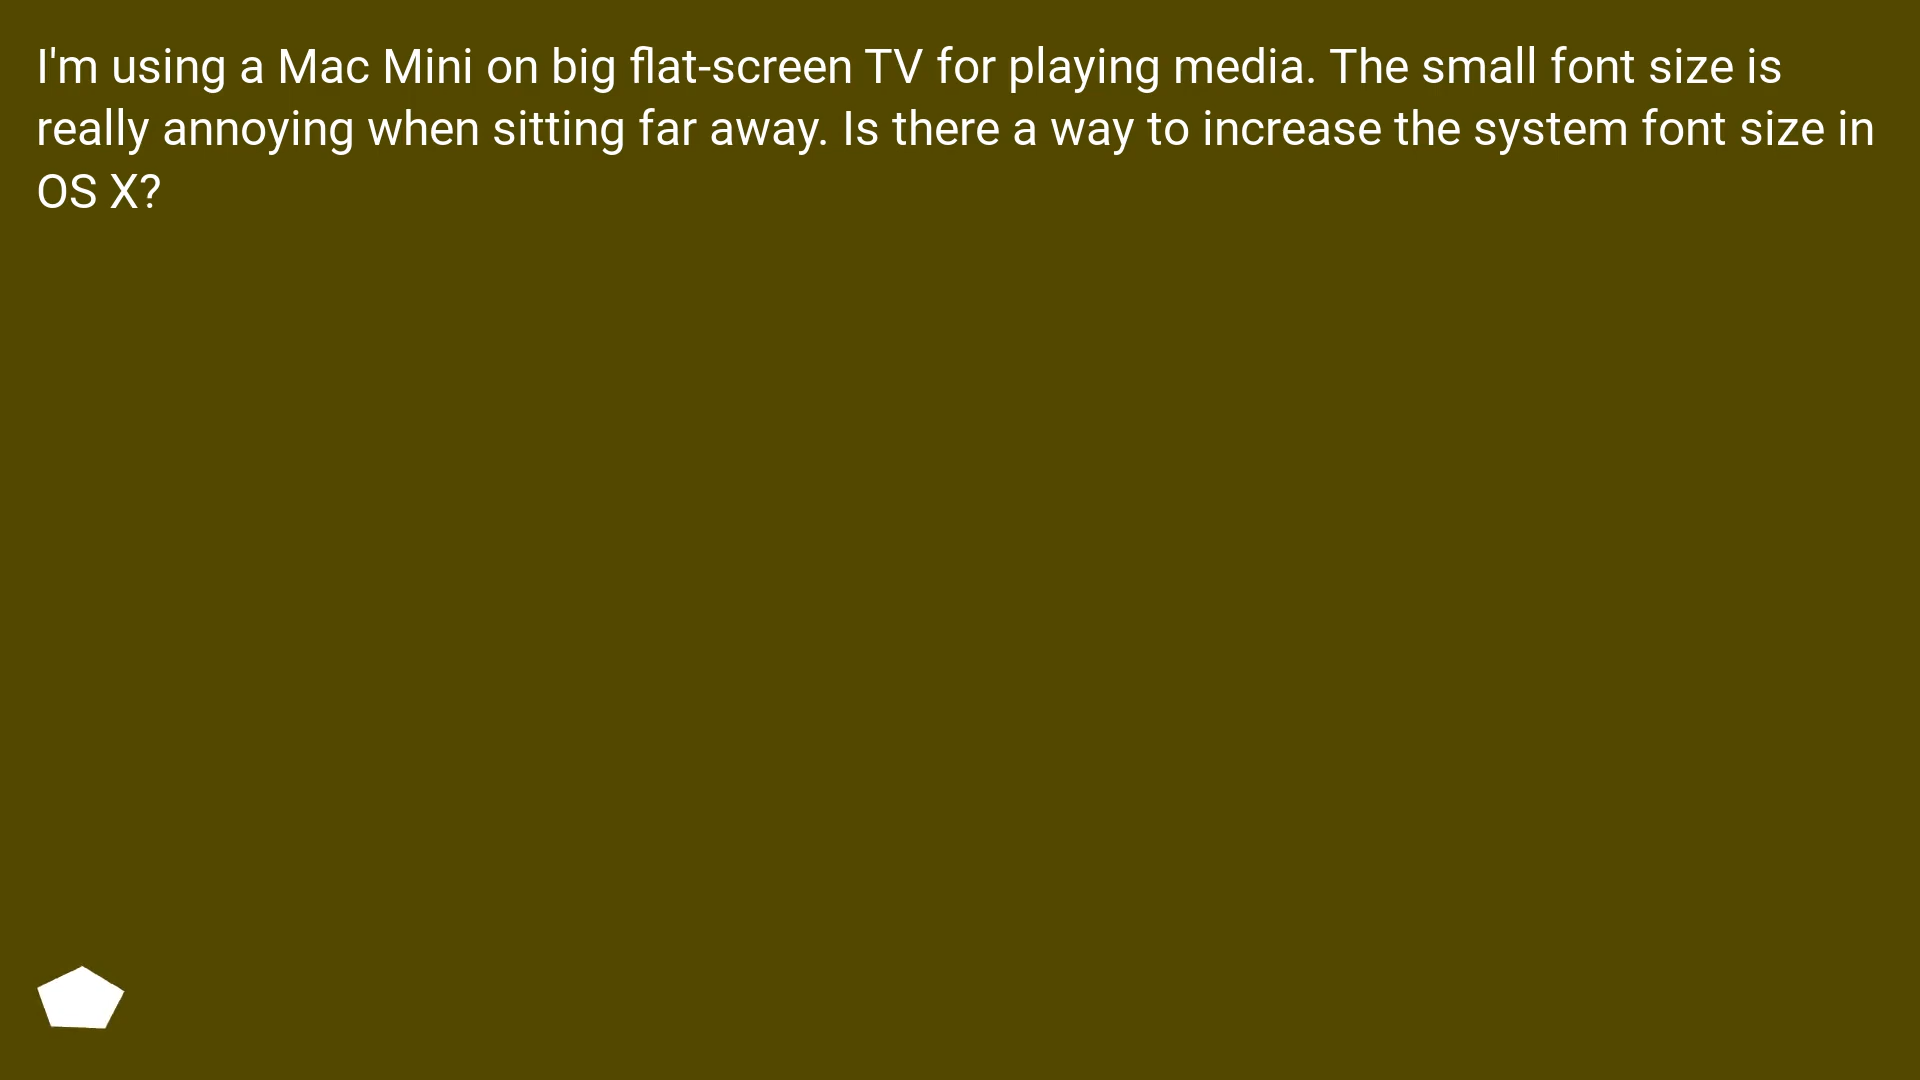 I'm using a Mac Mini on big flat-screen TV for playing media. The small font size is
really annoying when sitting far away. Is there a way to increase the system font size in
OS X?